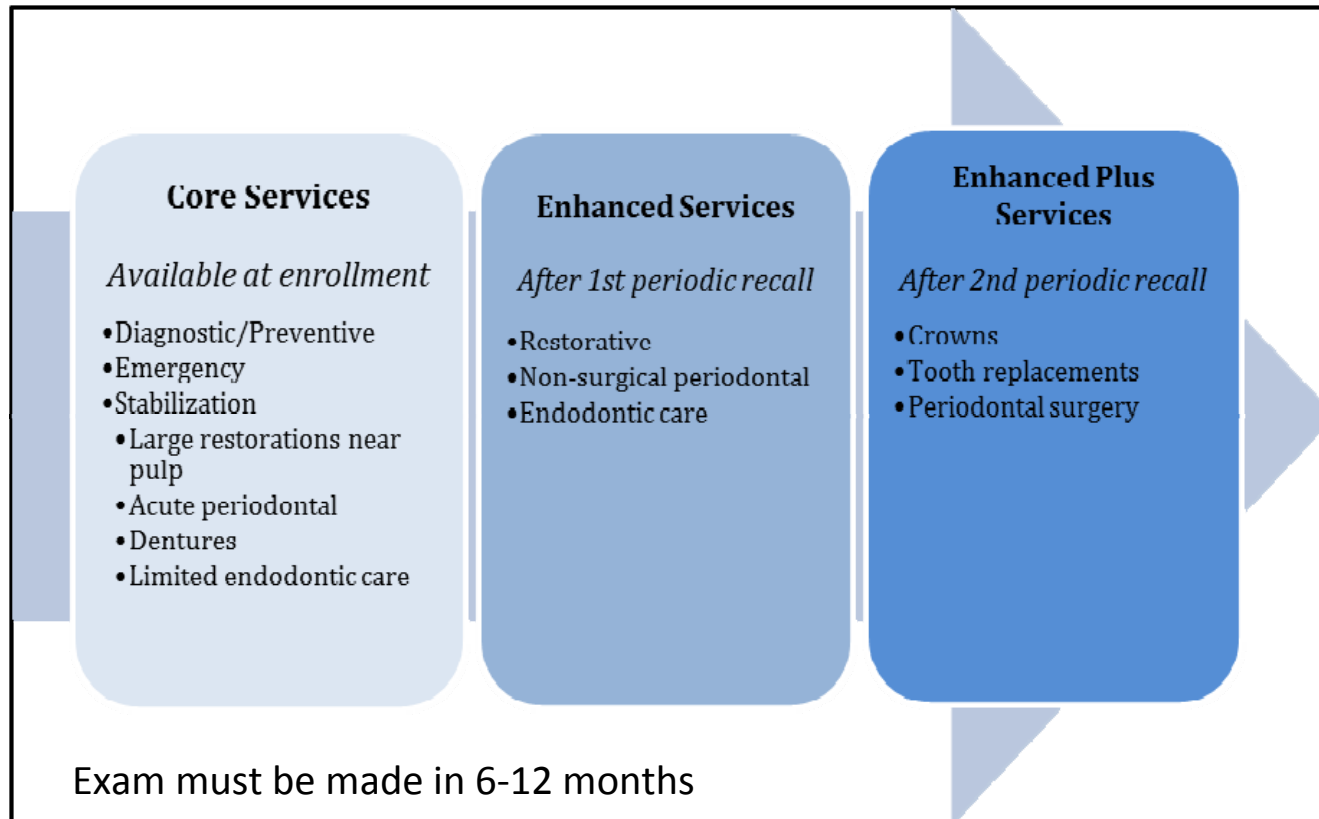 Core Services
Available at enrollment
•Diagnostic/Preventive
•Emergency
•Stabilization
•Large restorations near
pulp
•Acute periodontal
•Dentures
•Limited endodontic care
Enhanced Services
After 1st periodic recall
•Restorative
•Non-surgical periodontal
•Endodontic care
Enhanced Plus
Services
After 2nd periodic recall
•Crowns
•Tooth replacements
•Periodontal surgery
Exam must be made in 6-12 months